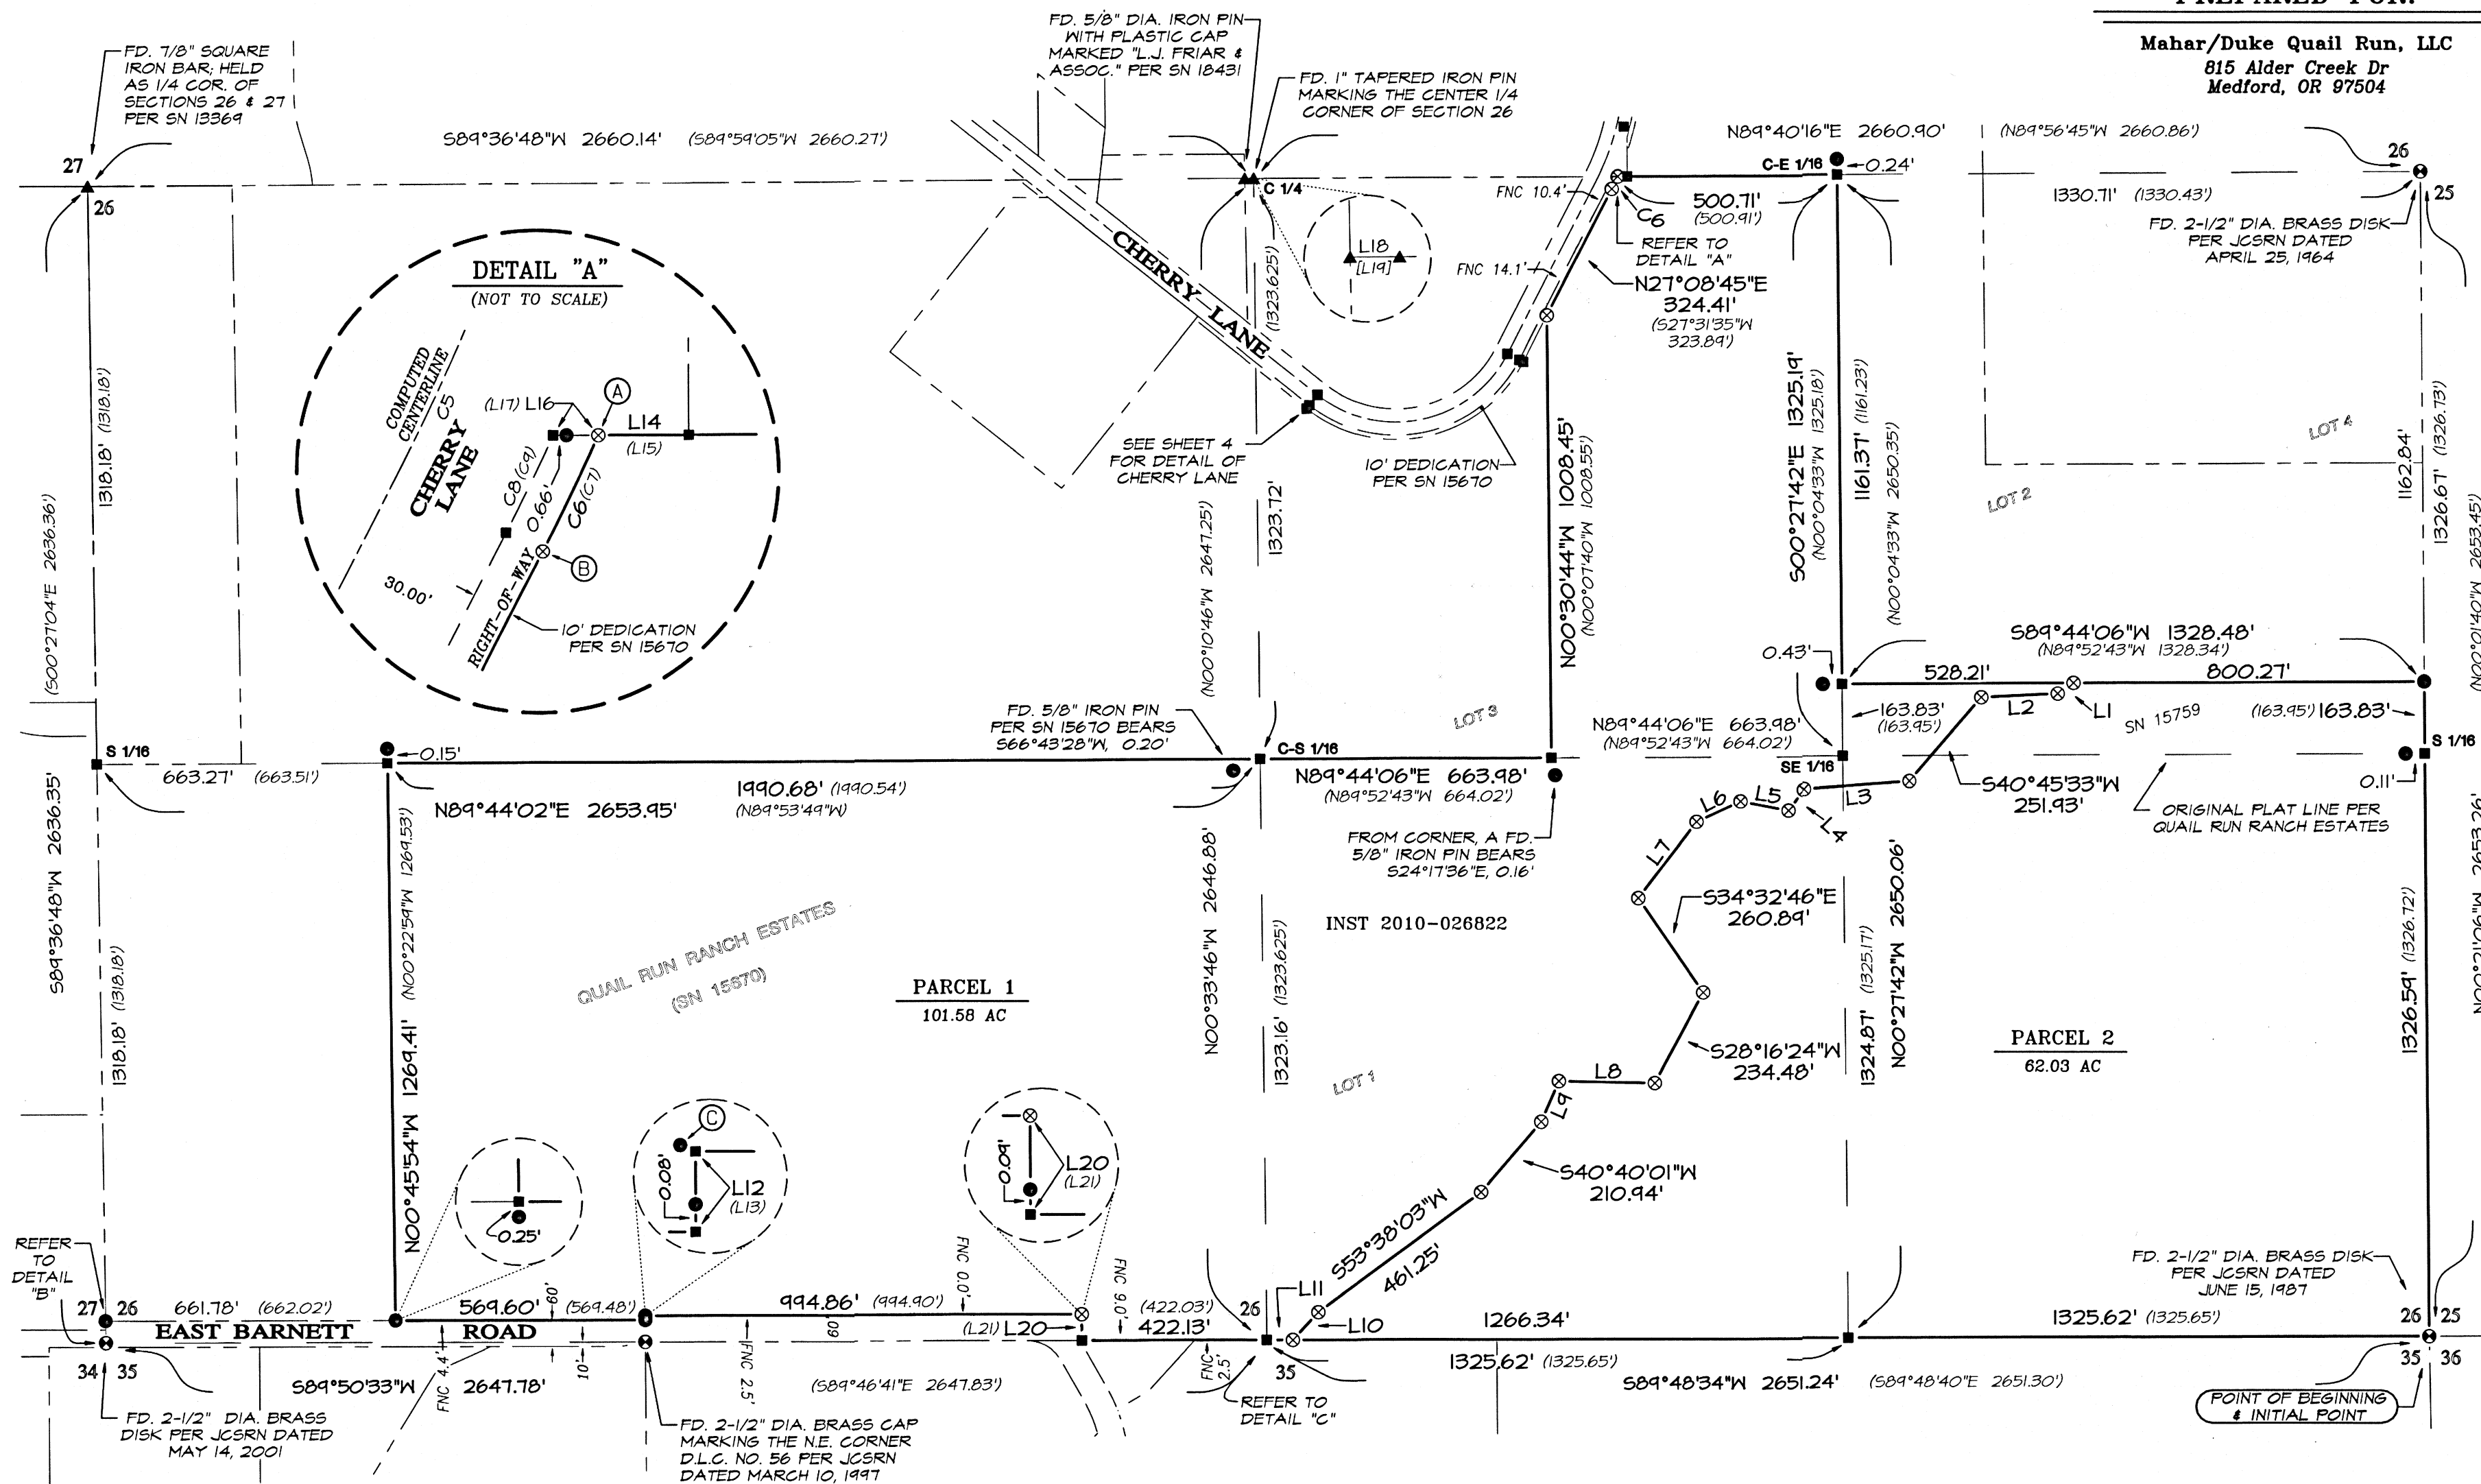 Mahar/Duke Quail Run, LLC
815 Alder Creek Dr
Medford, OR 97504
FD. 7/8" SQUARE
IRON BAR; HELD
AS 1/4 COR. OF
SECTIONS 26 & 27
PER SN 13369
FD. 5/8" DIA. IRON PIN
WITH PLASTIC CAP
MARKED "L.J. FRIAR &
ASSOC." PER SN 18431
FD. 1" TAPERED IRON PIN
MARKING THE CENTER 1/4
CORNER OF SECTION 26
S89°36'48"W 2660.14' (S89°59'05"W 2660.27')
N89°40'16"E 2660.90' (N89°56'45"W 2660.86')
27
26
C 1/4
C-E 1/16
0.24'
26
25
1330.71' (1330.43')
FD. 2-1/2" DIA. BRASS DISK
PER JCSRN DATED
APRIL 25, 1964
500.71'
(500.91')
C6
REFER TO
DETAIL "A"
FNC 10.4'
FNC 14.1'
N27°08'45"E
324.41'
(S27°31'35"W
323.89')
L18
[L19]
(1323.625')
CHERRY LANE
DETAIL "A"
(NOT TO SCALE)
COMPUTED
CENTERLINE
C5
CHERRY
LANE
(L17) L16
A
L14
(L15)
C8(C9)
0.66'
C6(C7)
B
30.00'
RIGHT-OF-WAY
10' DEDICATION
PER SN 15670
SEE SHEET 4
FOR DETAIL OF
CHERRY LANE
10' DEDICATION
PER SN 15670
1318.18' (1318.18')
(S00°27'04"E 2636.36')
S89°36'48"W 2636.35'
1318.18' (1318.18')
(N00°10'46"W 2647.25')
1323.72'
N00°30'44"W 1008.45'
(N00°07'40"W 1008.55')
S00°27'42"E 1325.19'
(N00°04'33"W 1325.18')
1161.37' (1161.23')
(N00°04'33"W 2650.35')
LOT 4
LOT 2
1162.84'
1326.67' (1326.73')
(N00°01'40"W 2653.45')
S89°44'06"W 1328.48'
(N89°52'43"W 1328.34')
0.43'
528.21'
800.27'
163.83'
(163.95')
L2
L1
SN 15759
(163.95') 163.83'
S 1/16
0.11'
S 1/16
663.27' (663.51')
0.15'
FD. 5/8" IRON PIN
PER SN 15670 BEARS
S66°43'28"W, 0.20'
C-S 1/16
LOT 3
N89°44'06"E 663.98'
(N89°52'43"W 664.02')
SE 1/16
1990.68' (1990.54')
N89°44'02"E 2653.95' (N89°53'49"W)
N89°44'06"E 663.98'
(N89°52'43"W 664.02')
L6
L5
L3
L4
S40°45'33"W
251.93'
ORIGINAL PLAT LINE PER
QUAIL RUN RANCH ESTATES
FROM CORNER, A FD.
5/8" IRON PIN BEARS
S24°17'36"E, 0.16'
L7
S34°32'46"E
260.89'
INST 2010-026822
QUAIL RUN RANCH ESTATES
(SN 15670)
PARCEL 1
101.58 AC
N00°45'54"W 1269.41' (N00°22'59"W 1269.53')
N00°33'46"W 2646.88'
1323.16' (1323.625')
LOT 1
S28°16'24"W
234.48'
L8
L9
S40°40'01"W
210.94'
S53°38'03"W
461.25'
1324.87' (1325.17')
N00°27'42"W 2650.06'
PARCEL 2
62.03 AC
1326.59' (1326.72')
N00°21'06"W 2653.26'
0.25'
C
0.08'
L12
(L13)
0.09'
L20
(L21)
REFER
TO
DETAIL
"B"
27
26
661.78' (662.02')
569.60' (569.48')
60'
994.86' (994.90')
FNC 0.0'
60'
FNC 9.0'
(L21) L20
(422.03')
422.13'
26
L11
L10
1266.34'
1325.62' (1325.65')
FD. 2-1/2" DIA. BRASS DISK
PER JCSRN DATED
JUNE 15, 1987
26
25
EAST BARNETT ROAD
34
35
FNC 4.4'
10'
FNC 2.5'
FNC
2.5'
35
1325.62' (1325.65')
35
36
S89°50'33"W 2647.78' (S89°46'41"E 2647.83')
S89°48'34"W 2651.24' (S89°48'40"E 2651.30')
REFER TO
DETAIL "C"
POINT OF BEGINNING
& INITIAL POINT
FD. 2-1/2" DIA. BRASS
DISK PER JCSRN DATED
MAY 14, 2001
FD. 2-1/2" DIA. BRASS CAP
MARKING THE N.E. CORNER
D.L.C. NO. 56 PER JCSRN
DATED MARCH 10, 1997